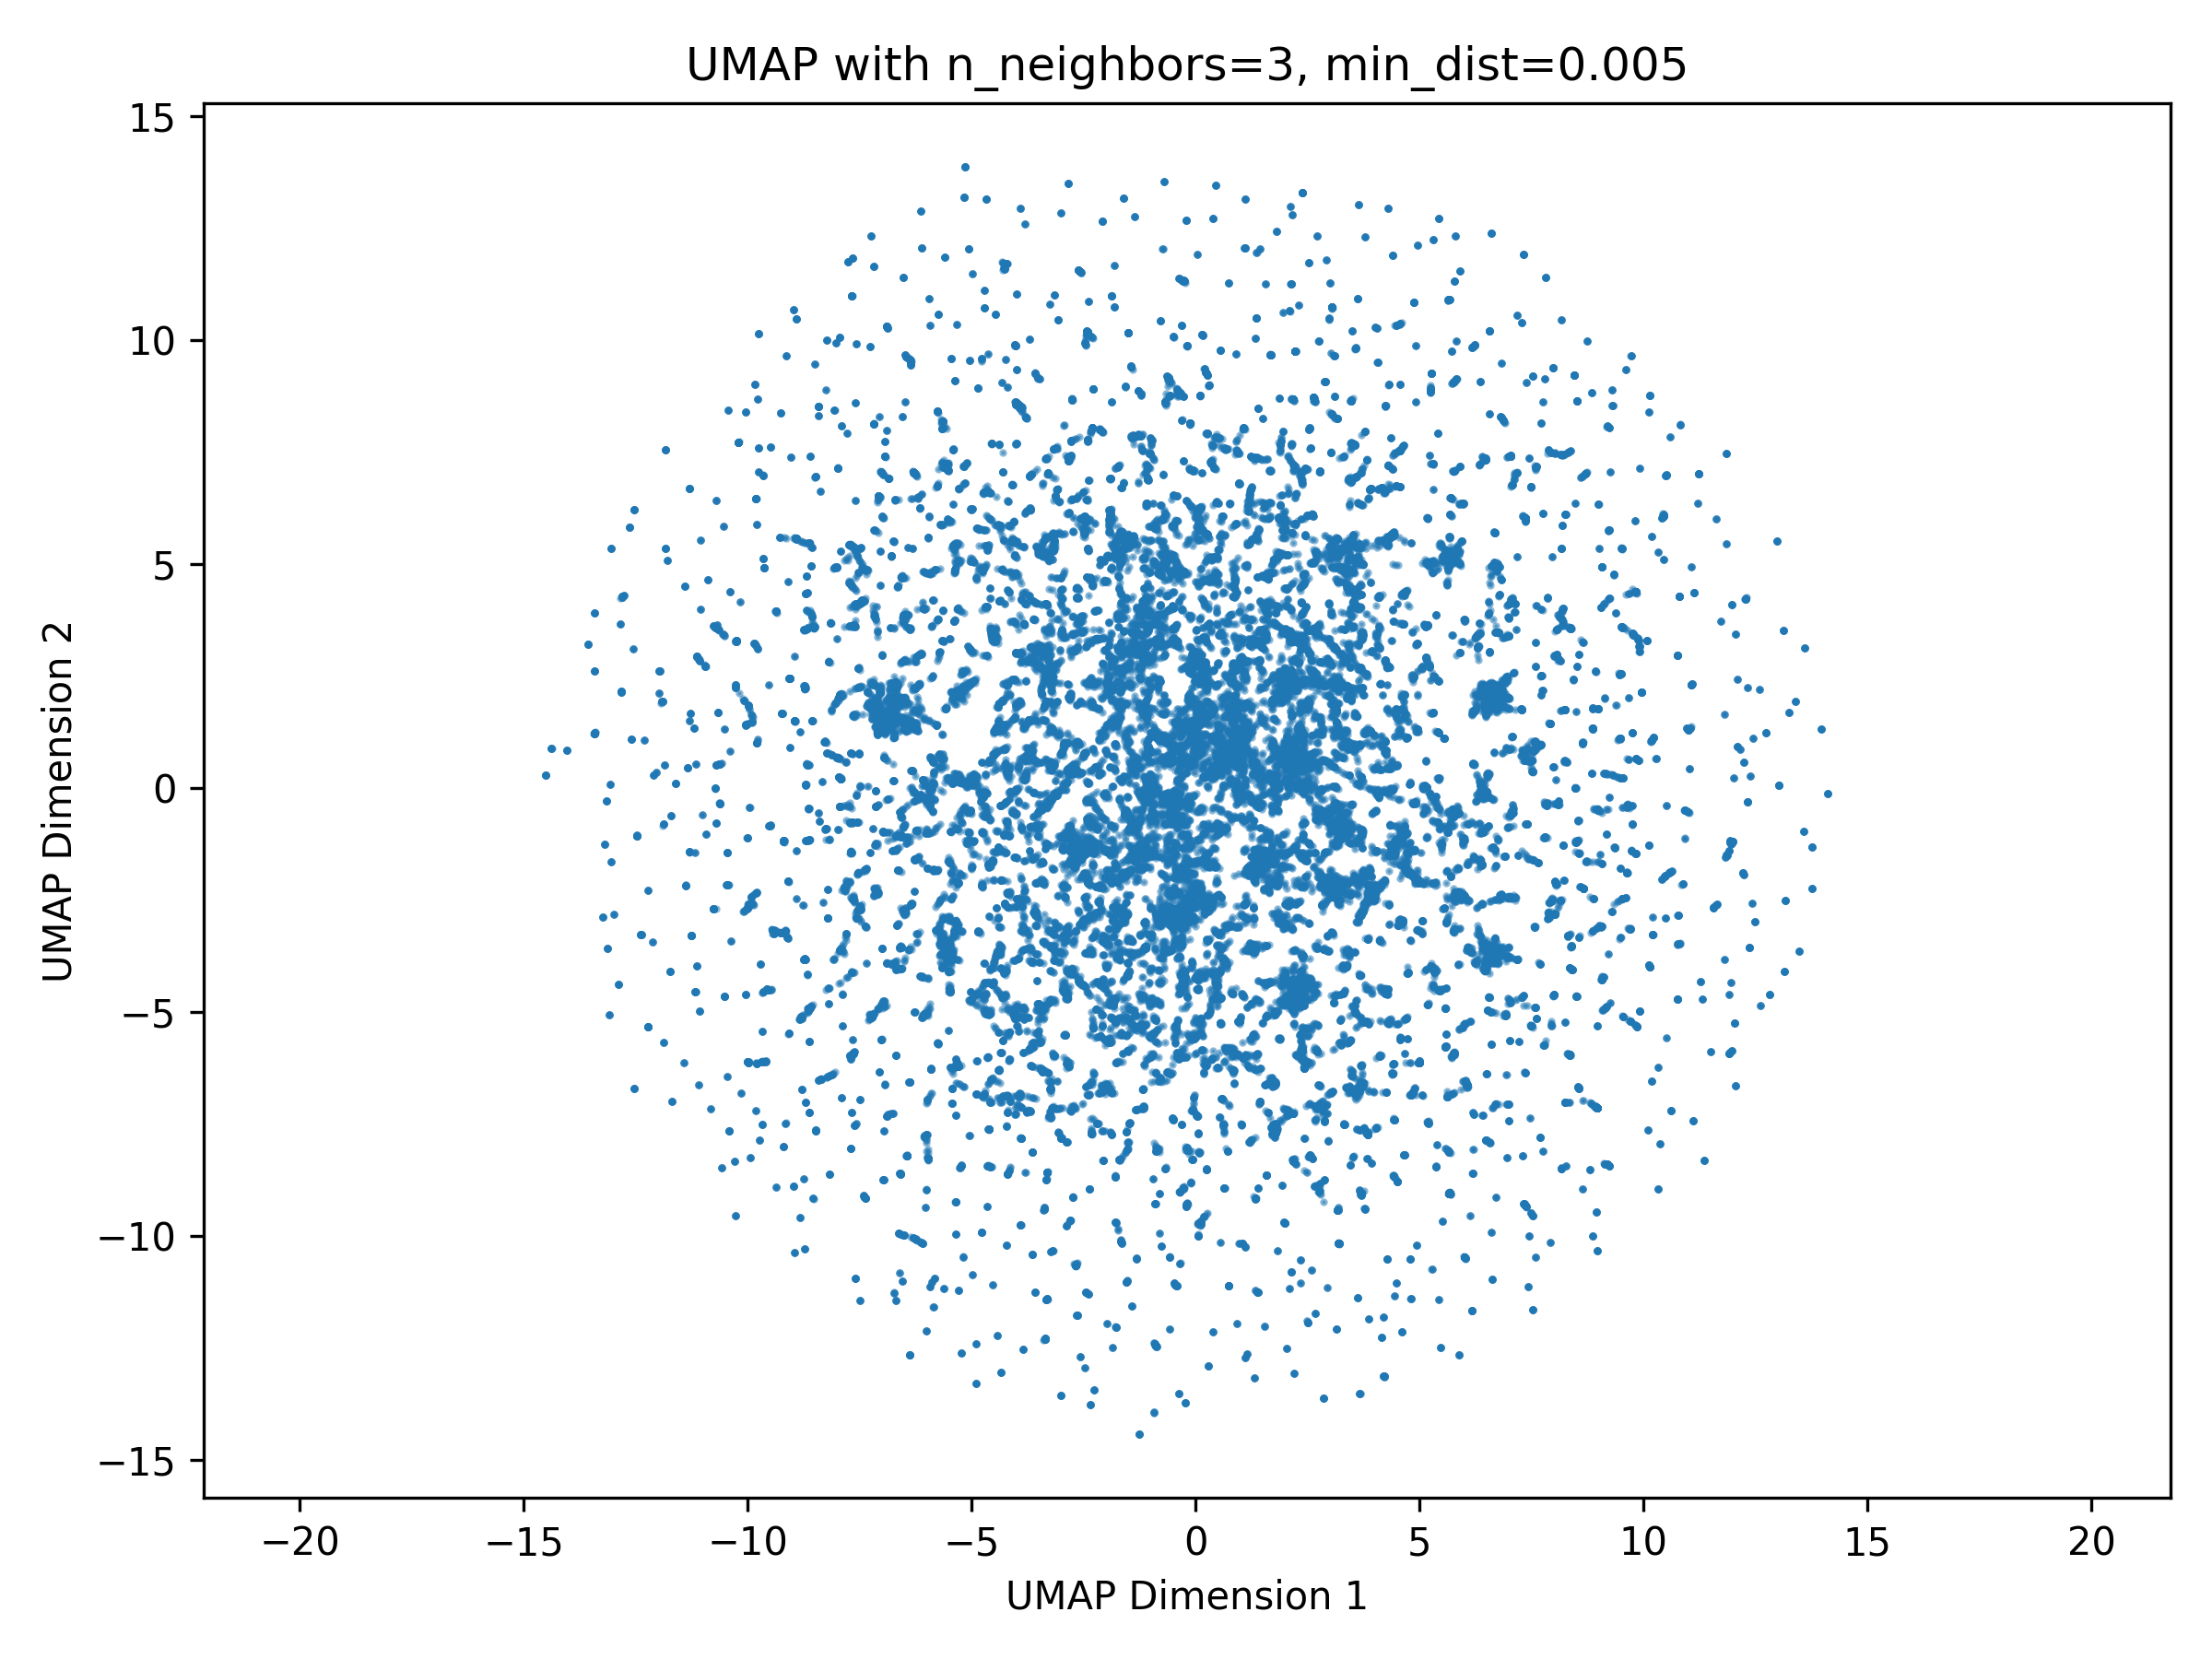 UMAP with n_neighbors=3, min_dist=0.005
15
10
5
0
−5
−10
−15
UMAP Dimension 2
−20 −15 −10 −5 0 5 10 15 20
UMAP Dimension 1